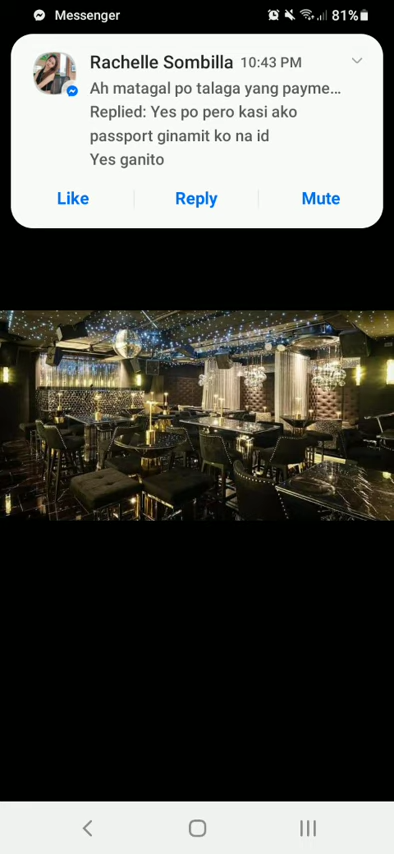 Messenger
81%
Rachelle Sombilla 10:43 PM
Ah matagal po talaga yang payme...
Replied: Yes po pero kasi ako
passport ginamit ko na id
Yes ganito
Like Reply Mute